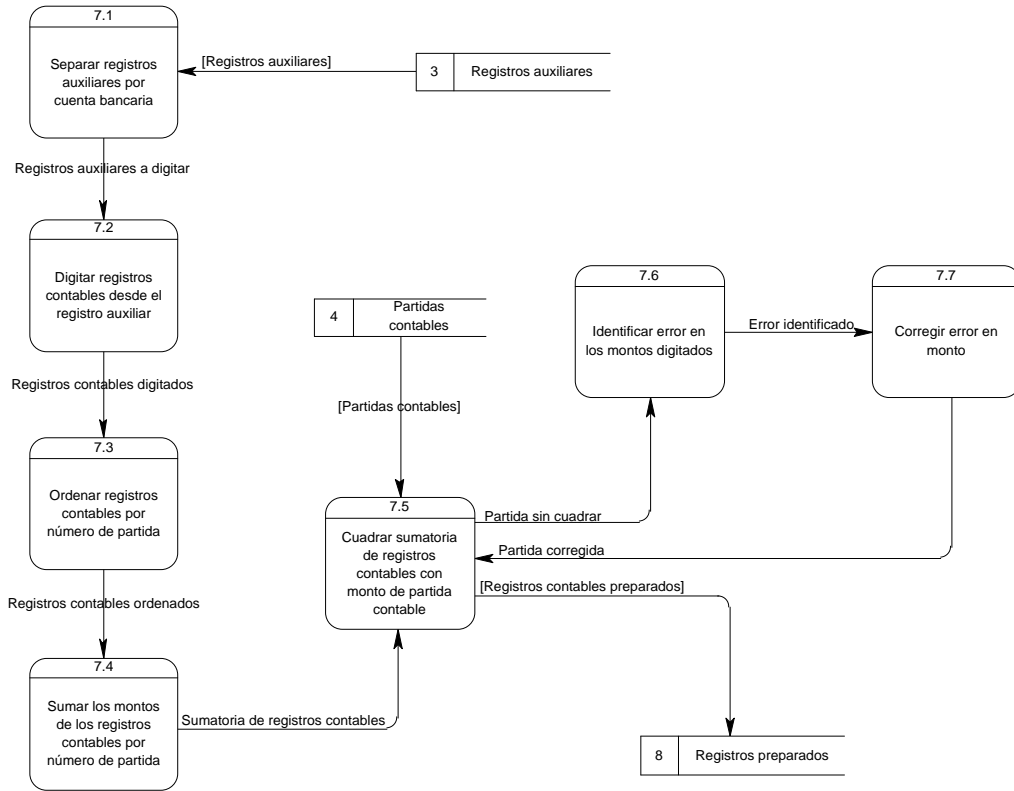 7.1
Separar registros
auxiliares por
cuenta bancaria
[Registros auxiliares]
3
Registros auxiliares
Registros auxiliares a digitar
7.2
Digitar registros
contables desde el
registro auxiliar
Registros contables digitados
7.3
Ordenar registros
contables por
número de partida
Registros contables ordenados
7.4
Sumar los montos
de los registros
contables por
número de partida
Sumatoria de registros contables
4
Partidas
contables
[Partidas contables]
7.5
Cuadrar sumatoria
de registros
contables con
monto de partida
contable
Partida sin cuadrar
7.6
Identificar error en
los montos digitados
Error identificado
7.7
Corregir error en
monto
Partida corregida
[Registros contables preparados]
8
Registros preparados